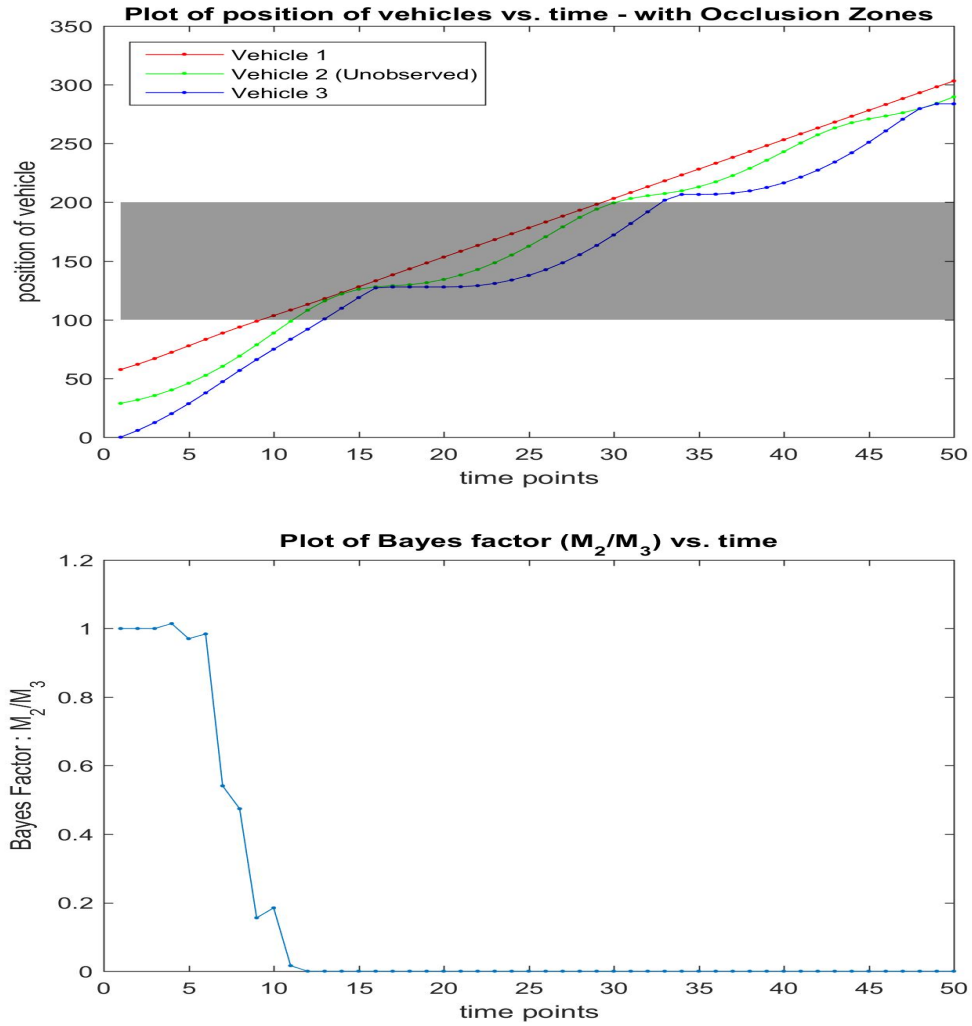 Plot of position of vehicles vs. time - with Occlusion Zones
350
300
250
200
150
100
50
0
position of vehicle
Vehicle 1
Vehicle 2 (Unobserved)
Vehicle 3
0 5 10 15 20 25 30 35 40 45 50
time points
Plot of Bayes factor (M2/M3) vs. time
1.2
1
0.8
0.6
0.4
0.2
0
Bayes Factor : M2/M3
0 5 10 15 20 25 30 35 40 45 50
time points